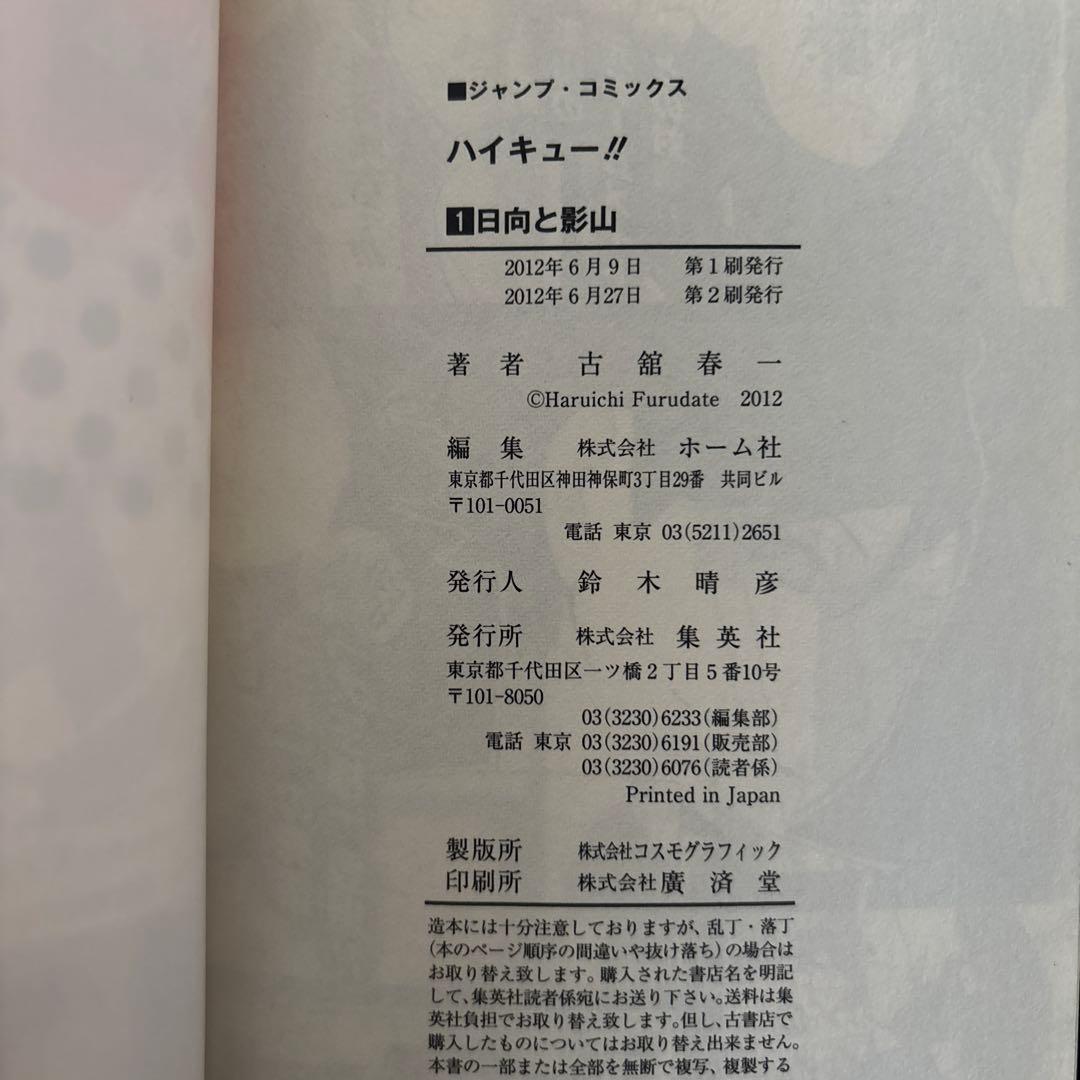 ■ジャンプ・コミックス
ハイキュー!!
1日向と影山
2012年6月9日 第1刷発行
2012年6月27日 第2刷発行
著者 古舘春一
©Haruichi Furudate 2012
編集 株式会社 ホーム社
東京都千代田区神田神保町3丁目29番 共同ビル
〒101-0051
電話 東京 03(5211)2651
発行人 鈴木晴彦
発行所 株式会社 集英社
東京都千代田区一ツ橋2丁目5番10号
〒101-8050
03(3230)6233(編集部)
電話 東京 03(3230)6191(販売部)
03(3230)6076(読者係)
Printed in Japan
製版所 株式会社コスモグラフィック
印刷所 株式会社廣済堂
造本には十分注意しておりますが、乱丁・落丁
(本のページ順序の間違いや抜け落ち)の場合は
お取り替え致します。購入された書店名を明記
して、集英社読者係宛にお送り下さい。送料は集
英社負担でお取り替え致します。但し、古書店で
購入したものについてはお取り替え出来ません。
本書の一部または全部を無断で複写、複製する